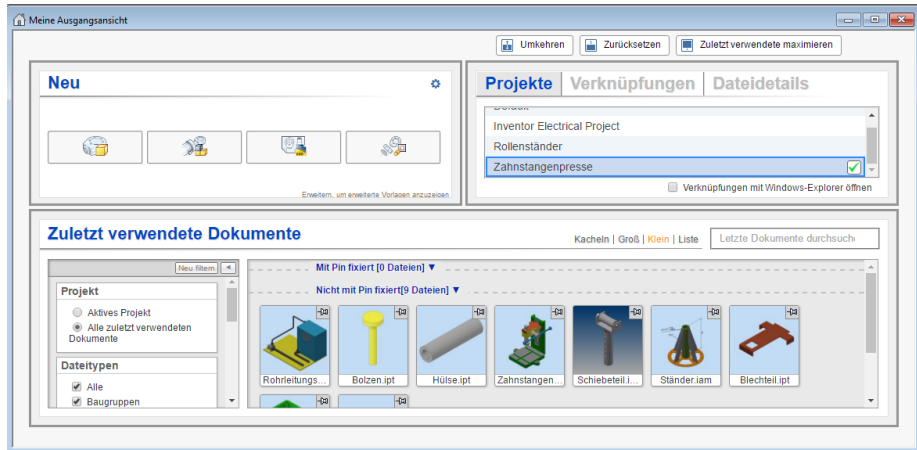 Meine Ausgangsansicht
Umkehren Zurücksetzen Zuletzt verwendete maximieren
Neu
Erweitern, um erweiterte Vorlagen anzuzeigen
Projekte Verknüpfungen Dateidetails
Default
Inventor Electrical Project
Rollenständer
Zahnstangenpresse
Verknüpfungen mit Windows-Explorer öffnen
Zuletzt verwendete Dokumente
Kacheln | Groß | Klein | Liste
Letzte Dokumente durchsuch
Neu filtern
Projekt
Aktives Projekt
Alle zuletzt verwendeten
Dokumente
Dateitypen
Alle
Baugruppen
Mit Pin fixiert [0 Dateien] ▼
Nicht mit Pin fixiert[9 Dateien] ▼
Rohrleitungs... Bolzen.ipt Hülse.ipt Zahnstangen... Schiebeteil.i... Ständer.iam Blechteil.ipt